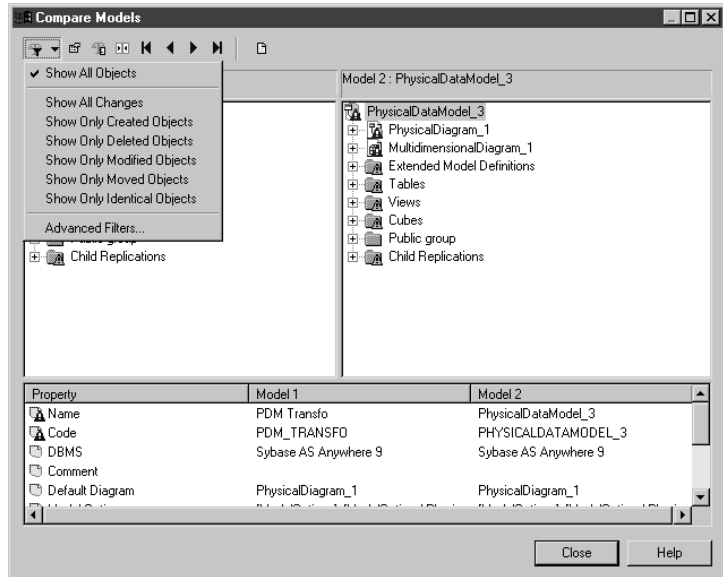 Compare Models
Show All Objects
Show All Changes
Show Only Created Objects
Show Only Deleted Objects
Show Only Modified Objects
Show Only Moved Objects
Show Only Identical Objects
Advanced Filters...
Child Replications
Model 2 : PhysicalDataModel_3
PhysicalDataModel_3
PhysicalDiagram_1
MultidimensionalDiagram_1
Extended Model Definitions
Tables
Views
Cubes
Public group
Child Replications
Property Model 1 Model 2
Name PDM Transfo PhysicalDataModel_3
Code PDM_TRANSFO PHYSICALDATAMODEL_3
DBMS Sybase AS Anywhere 9 Sybase AS Anywhere 9
Comment
Default Diagram PhysicalDiagram_1 PhysicalDiagram_1
Close Help